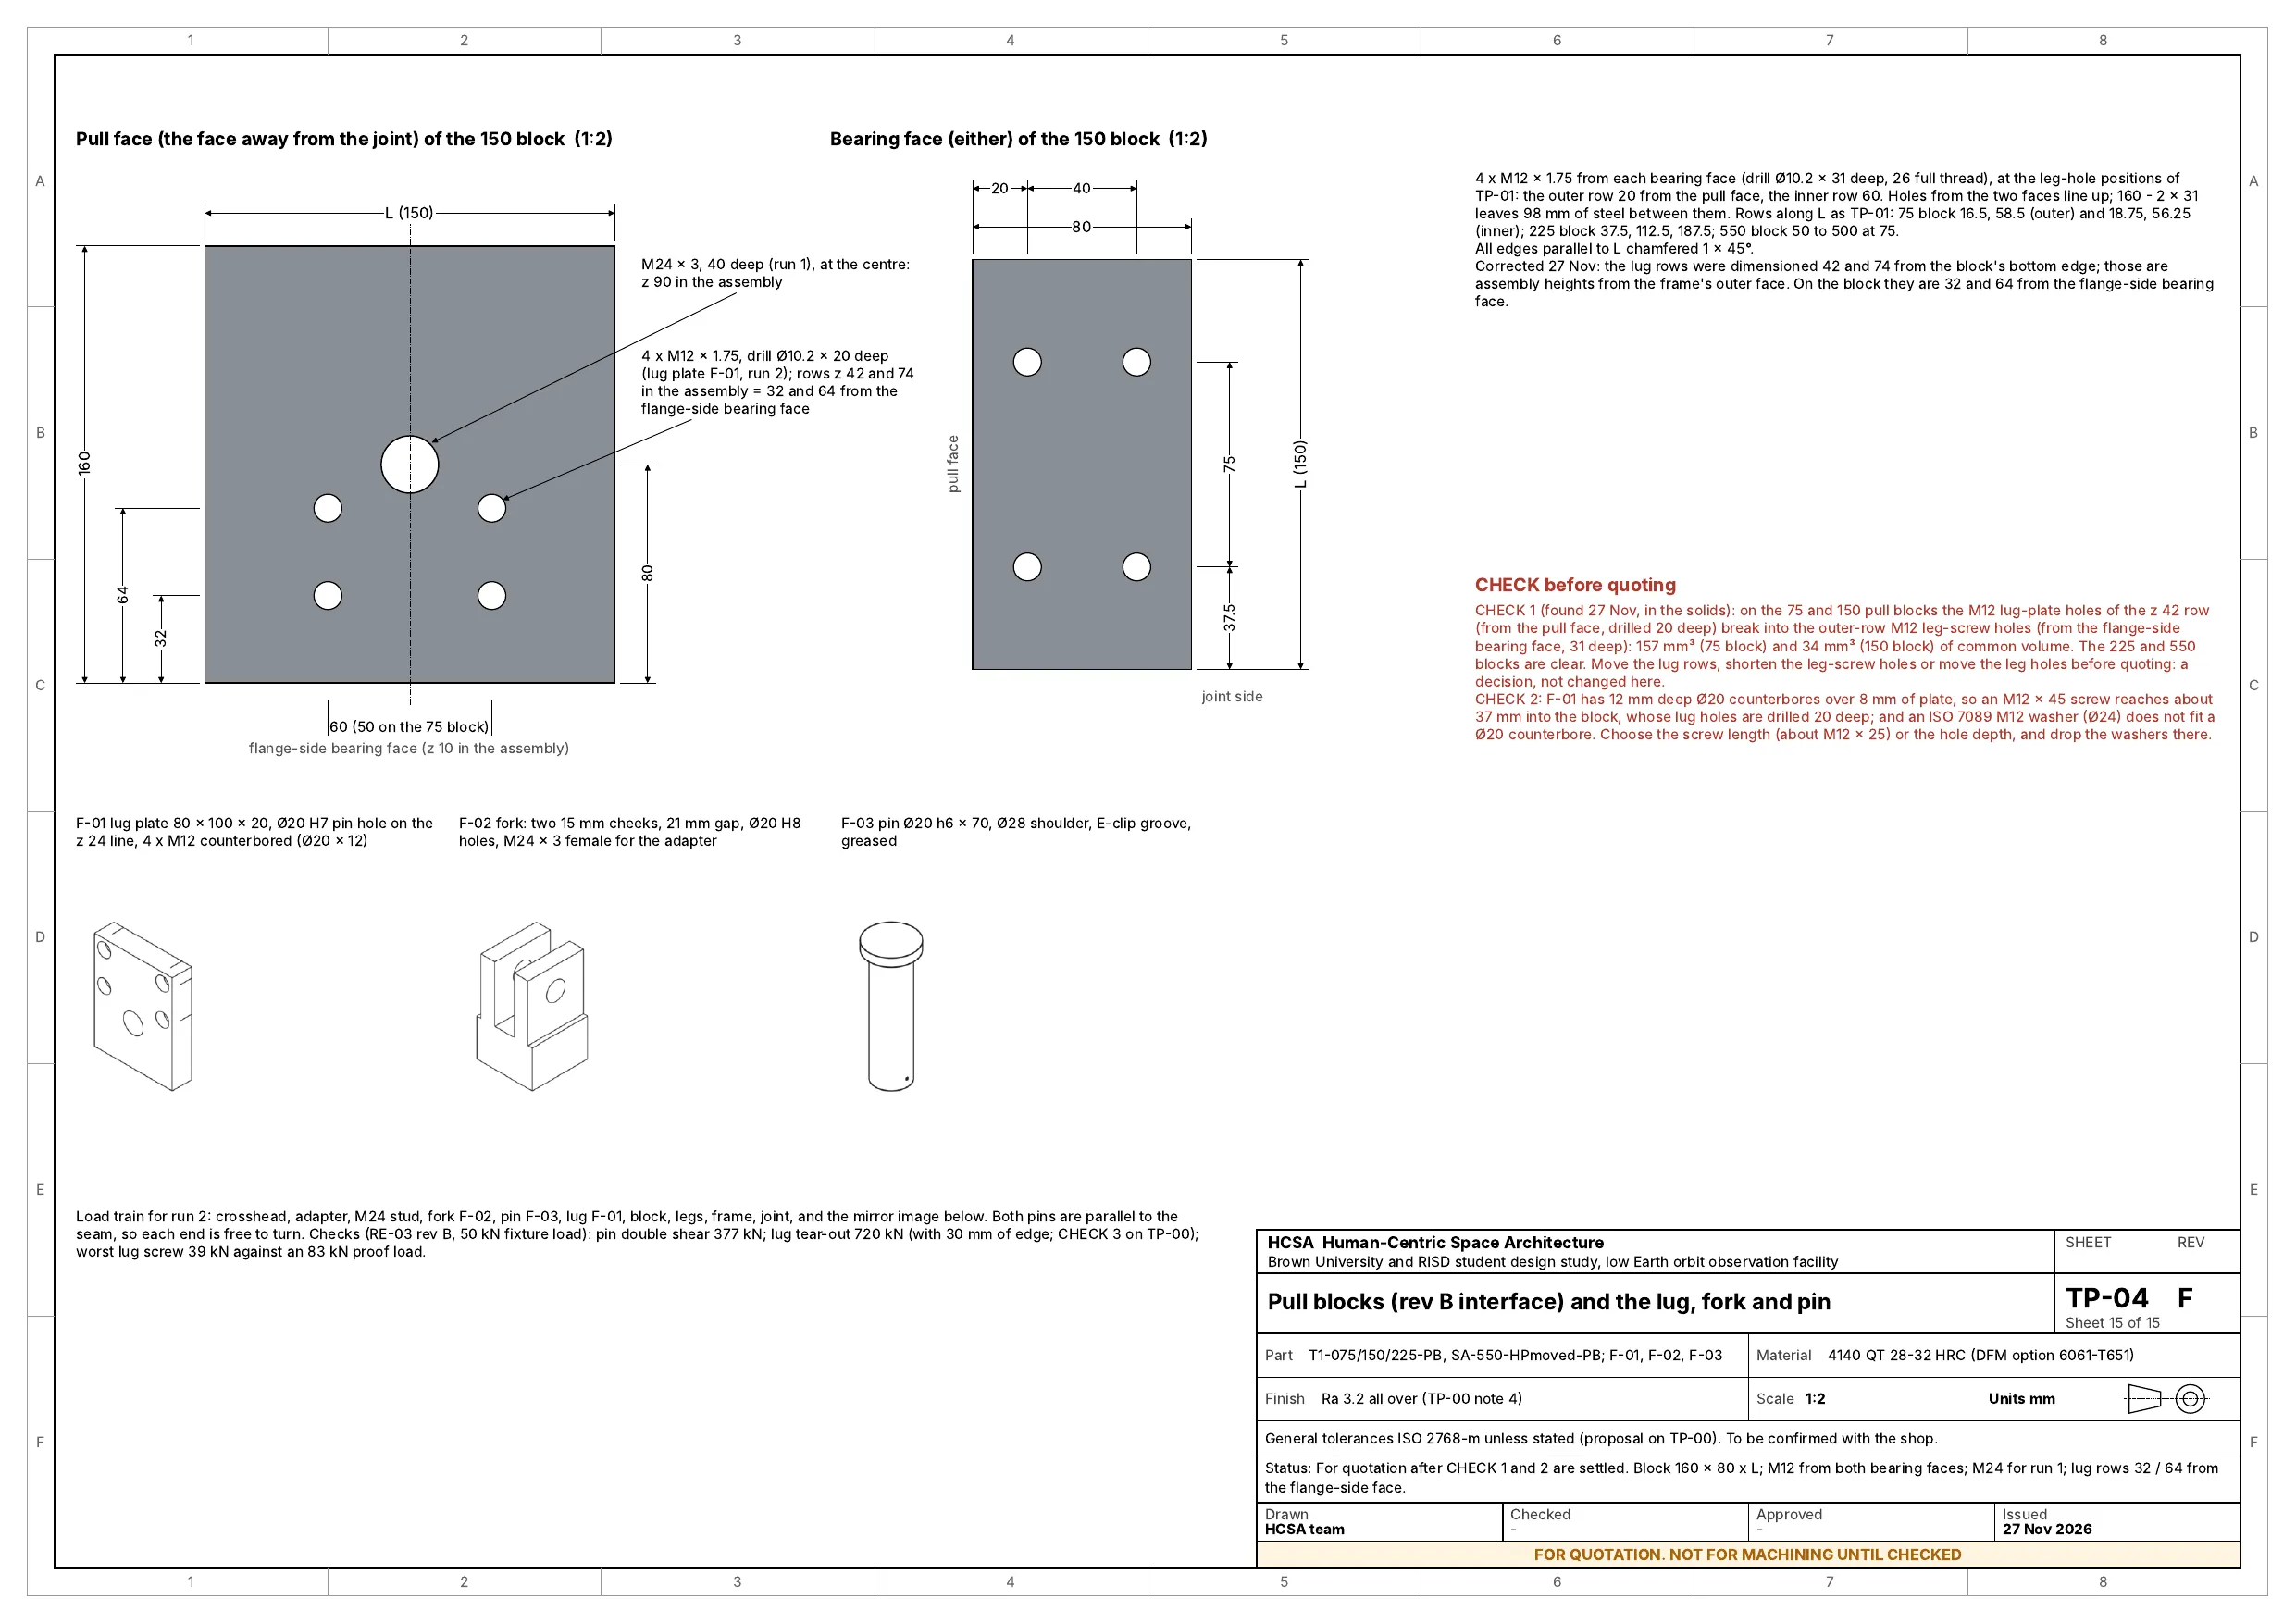 1 2 3 4 5 6 7 8
A B C D E F
Pull face (the face away from the joint) of the 150 block (1:2)
L (150)
160
64
32
80
60 (50 on the 75 block)
flange-side bearing face (z 10 in the assembly)
M24 × 3, 40 deep (run 1), at the centre:
z 90 in the assembly
4 x M12 × 1.75, drill Ø10.2 × 20 deep
(lug plate F-01, run 2); rows z 42 and 74
in the assembly = 32 and 64 from the
flange-side bearing face
Bearing face (either) of the 150 block (1:2)
20
40
80
pull face
75
37.5
L (150)
joint side
4 x M12 × 1.75 from each bearing face (drill Ø10.2 × 31 deep, 26 full thread), at the leg-hole positions of
TP-01: the outer row 20 from the pull face, the inner row 60. Holes from the two faces line up; 160 - 2 × 31
leaves 98 mm of steel between them. Rows along L as TP-01: 75 block 16.5, 58.5 (outer) and 18.75, 56.25
(inner); 225 block 37.5, 112.5, 187.5; 550 block 50 to 500 at 75.
All edges parallel to L chamfered 1 × 45°.
Corrected 27 Nov: the lug rows were dimensioned 42 and 74 from the block's bottom edge; those are
assembly heights from the frame's outer face. On the block they are 32 and 64 from the flange-side bearing
face.
CHECK before quoting
CHECK 1 (found 27 Nov, in the solids): on the 75 and 150 pull blocks the M12 lug-plate holes of the z 42 row
(from the pull face, drilled 20 deep) break into the outer-row M12 leg-screw holes (from the flange-side
bearing face, 31 deep): 157 mm³ (75 block) and 34 mm³ (150 block) of common volume. The 225 and 550
blocks are clear. Move the lug rows, shorten the leg-screw holes or move the leg holes before quoting: a
decision, not changed here.
CHECK 2: F-01 has 12 mm deep Ø20 counterbores over 8 mm of plate, so an M12 × 45 screw reaches about
37 mm into the block, whose lug holes are drilled 20 deep; and an ISO 7089 M12 washer (Ø24) does not fit a
Ø20 counterbore. Choose the screw length (about M12 × 25) or the hole depth, and drop the washers there.
F-01 lug plate 80 × 100 × 20, Ø20 H7 pin hole on the
z 24 line, 4 x M12 counterbored (Ø20 × 12)
F-02 fork: two 15 mm cheeks, 21 mm gap, Ø20 H8
holes, M24 × 3 female for the adapter
F-03 pin Ø20 h6 × 70, Ø28 shoulder, E-clip groove,
greased
Load train for run 2: crosshead, adapter, M24 stud, fork F-02, pin F-03, lug F-01, block, legs, frame, joint, and the mirror image below. Both pins are parallel to the
seam, so each end is free to turn. Checks (RE-03 rev B, 50 kN fixture load): pin double shear 377 kN; lug tear-out 720 kN (with 30 mm of edge; CHECK 3 on TP-00);
worst lug screw 39 kN against an 83 kN proof load.
HCSA Human-Centric Space Architecture
Brown University and RISD student design study, low Earth orbit observation facility
SHEET REV
Pull blocks (rev B interface) and the lug, fork and pin
TP-04 F
Sheet 15 of 15
Part T1-075/150/225-PB, SA-550-HPmoved-PB; F-01, F-02, F-03
Material 4140 QT 28-32 HRC (DFM option 6061-T651)
Finish Ra 3.2 all over (TP-00 note 4)
Scale 1:2
Units mm
General tolerances ISO 2768-m unless stated (proposal on TP-00). To be confirmed with the shop.
Status: For quotation after CHECK 1 and 2 are settled. Block 160 × 80 x L; M12 from both bearing faces; M24 for run 1; lug rows 32 / 64 from
the flange-side face.
Drawn
HCSA team
Checked
-
Approved
-
Issued
27 Nov 2026
FOR QUOTATION. NOT FOR MACHINING UNTIL CHECKED
A B C D E F
1 2 3 4 5 6 7 8